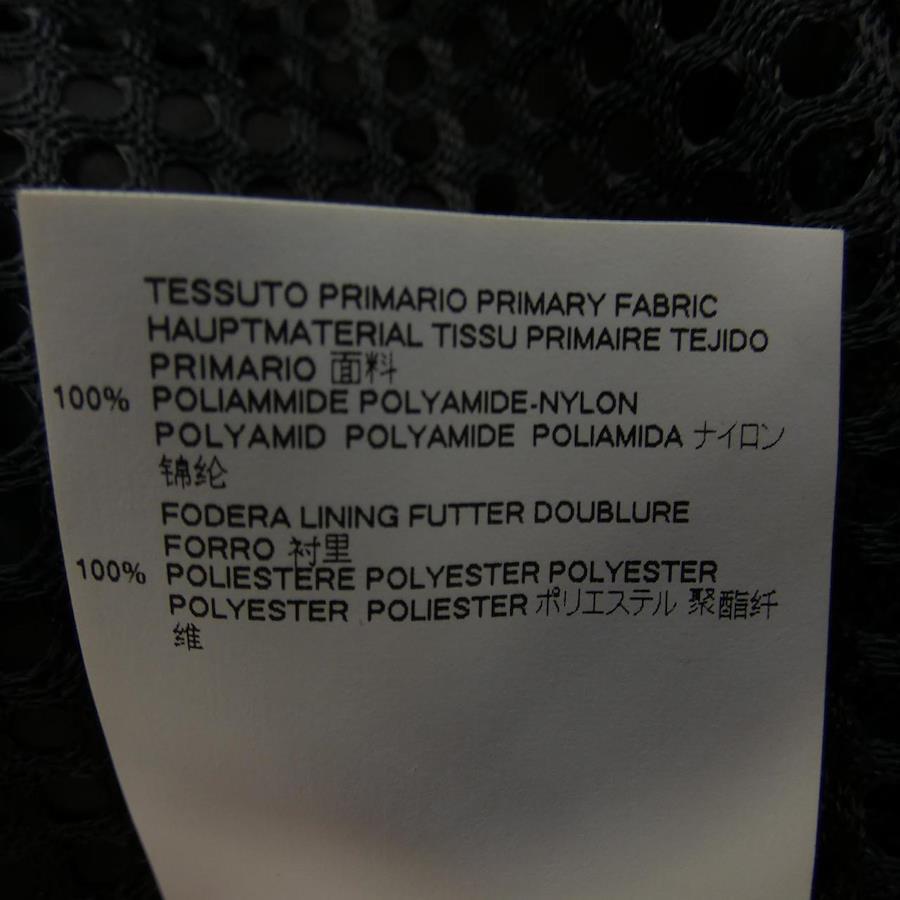 TESSUTO PRIMARIO PRIMARY FABRIC
HAUPTMATERIAL TISSU PRIMAIRE TEJIDO
PRIMARIO 面料
100% POLIAMMIDE POLYAMIDE-NYLON
POLYAMID POLYAMIDE POLIAMIDA ナイロン
锦纶
FODERA LINING FUTTER DOUBLURE
FORRO 衬里
100% POLIESTERE POLYESTER POLYESTER
POLYESTER POLIESTER ポリエステル 聚酯纤
维